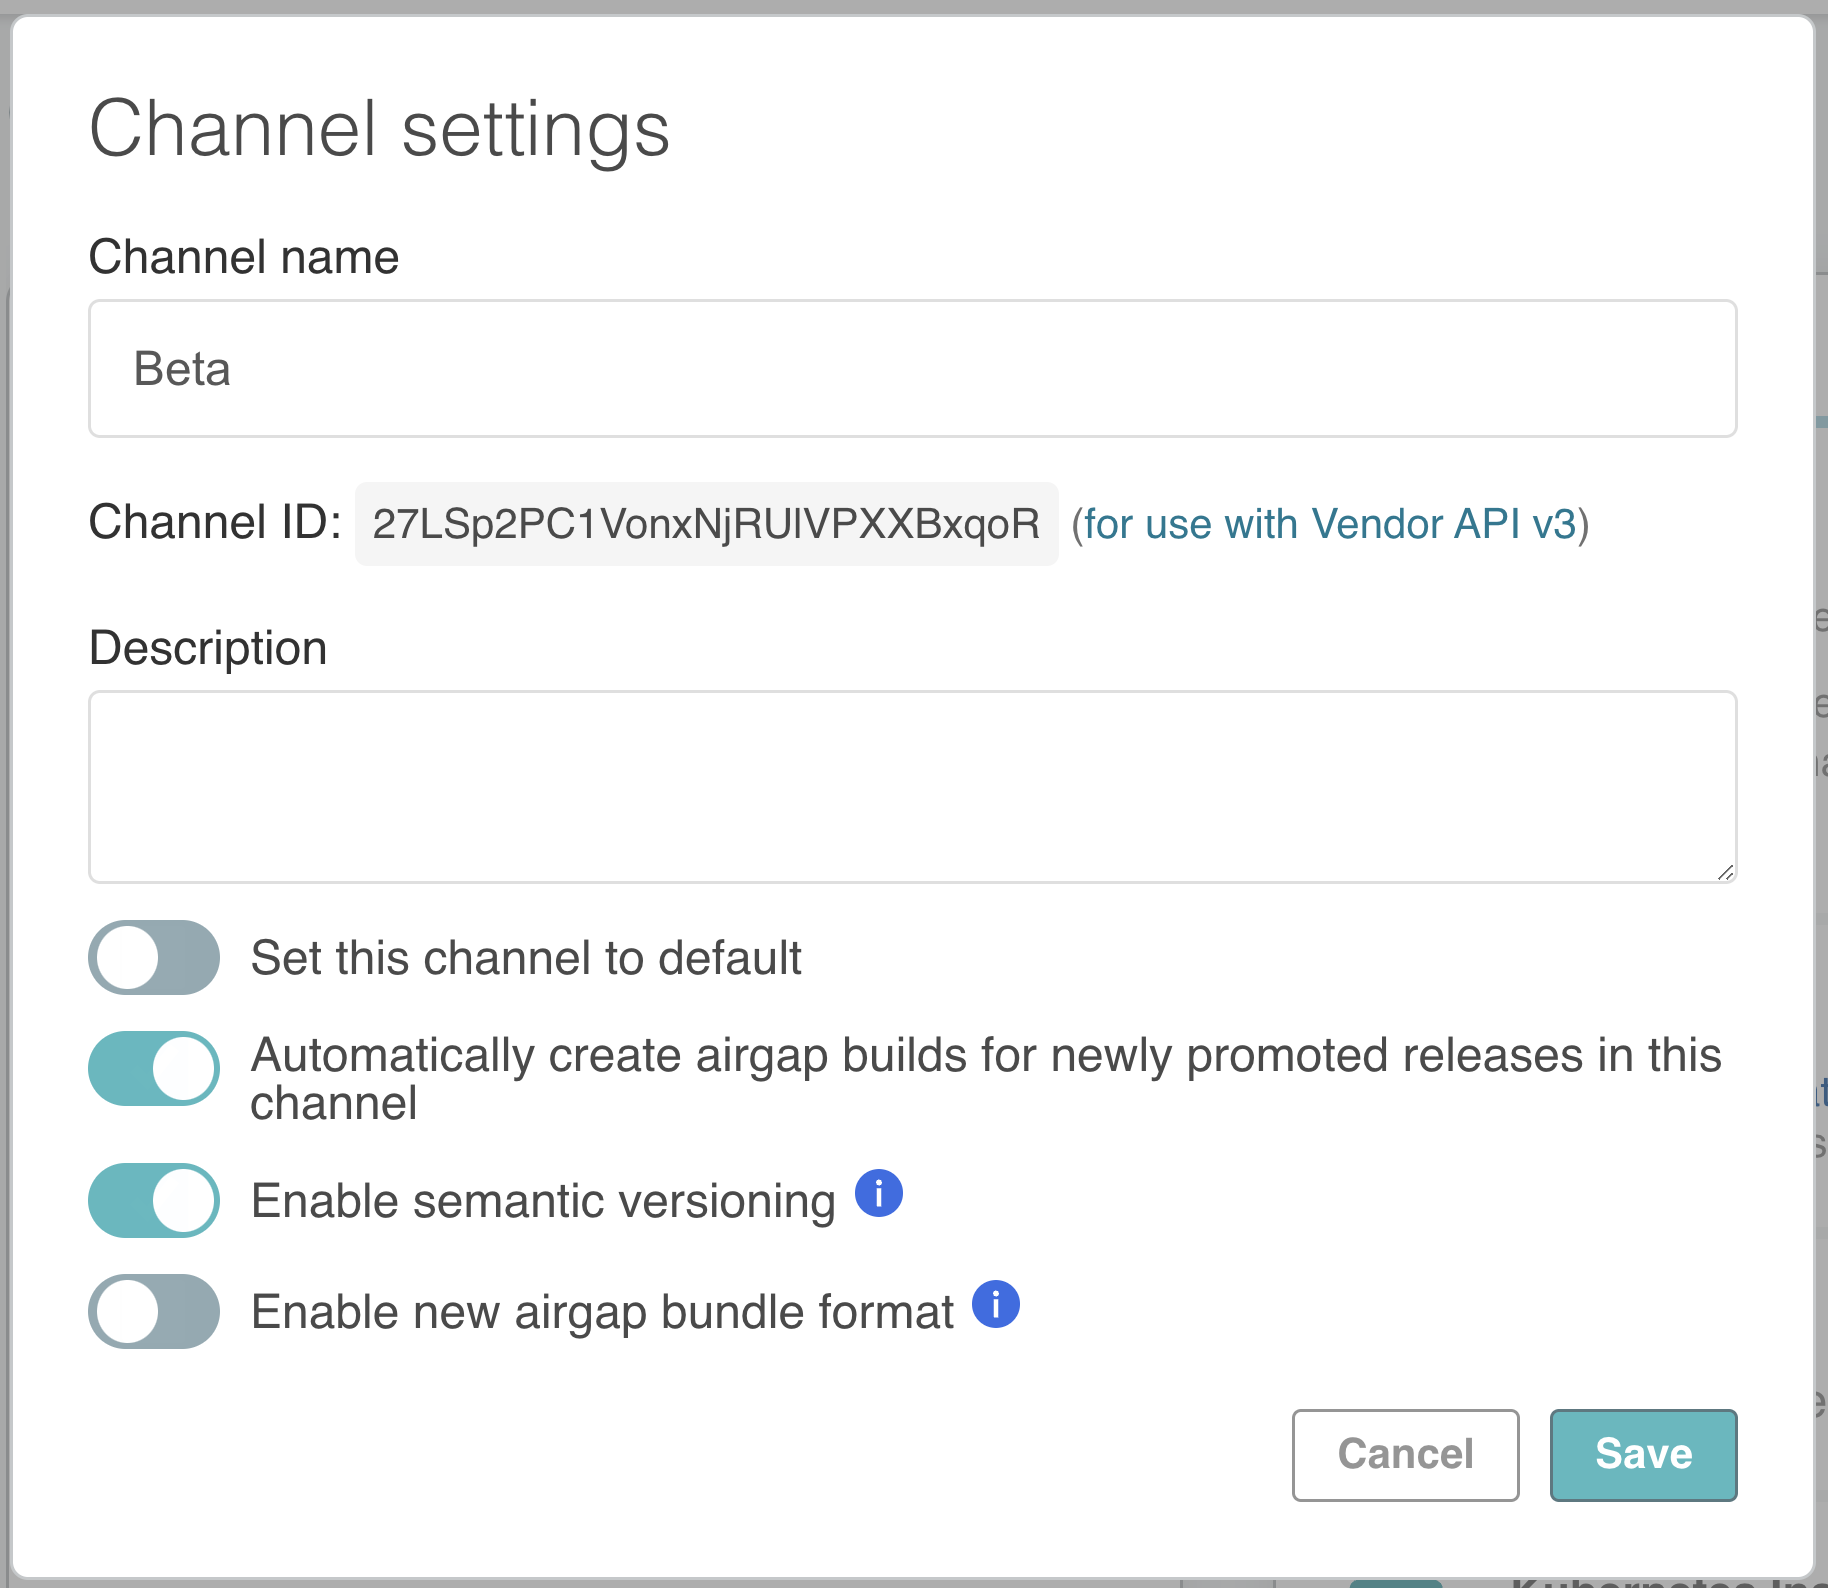 Channel settings
Channel name
Beta
Channel ID: 27LSp2PC1VonxNjRUIVPXXBxqoR (for use with Vendor API v3)
Description
Set this channel to default
Automatically create airgap builds for newly promoted releases in this
channel
Enable semantic versioning
Enable new airgap bundle format
Cancel Save